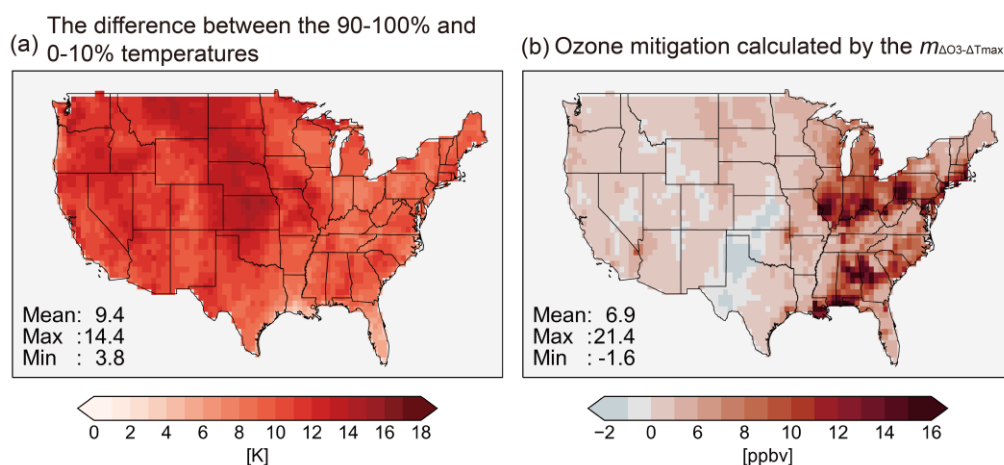 (a) The difference between the 90-100% and
0-10% temperatures
Mean: 9.4
Max :14.4
Min : 3.8
0 2 4 6 8 10 12 14 16 18
[K]
(b) Ozone mitigation calculated by the mΔO3-ΔTmax
Mean: 6.9
Max :21.4
Min : -1.6
−2 0 2 4 6 8 10 12 14 16
[ppbv]